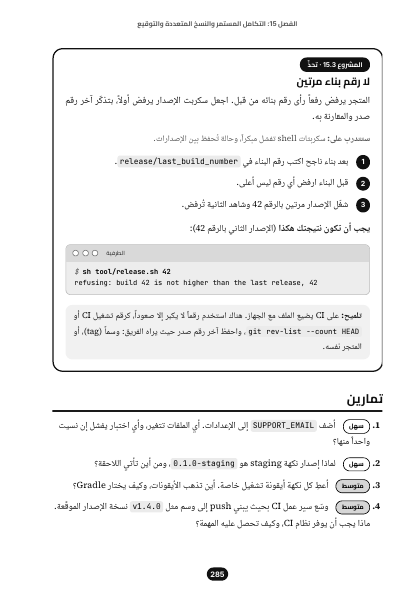 الفصل 15: التكامل المستمر والنسخ المتعددة والتوقيع
المشروع 15.3 · تحدٍّ
لا رقم بناء مرتين
المتجر يرفض رفعاً رأى رقم بنائه من قبل. اجعل سكربت الإصدار يرفض أولاً، بتذكّر آخر رقم
صدر والمقارنة به.
ستتدرب على: سكربتات shell تفشل مبكراً، وحالة تُحفظ بين الإصدارات.
1 بعد بناء ناجح اكتب رقم البناء في release/last_build_number.
2 قبل البناء ارفض أي رقم ليس أعلى.
3 شغّل الإصدار مرتين بالرقم 42 وشاهد الثانية تُرفض.
يجب أن تكون نتيجتك هكذا (الإصدار الثاني بالرقم 42):
الطرفية
$ sh tool/release.sh 42
refusing: build 42 is not higher than the last release, 42
تلميح: على CI يضيع الملف مع الجهاز. هناك استخدم رقماً لا يكبر إلا صعوداً، كرقم تشغيل CI أو
git rev-list --count HEAD، واحفظ آخر رقم صدر حيث يراه الفريق: وسماً (tag)، أو
المتجر نفسه.
تمارين
1. سهل أضف SUPPORT_EMAIL إلى الإعدادات. أي الملفات تتغير، وأي اختبار يفشل إن نسيت
واحداً منها؟
2. سهل لماذا إصدار نكهة staging هو 0.1.0-staging، ومن أين تأتي اللاحقة؟
3. متوسط أعطِ كل نكهة أيقونة تشغيل خاصة. أين تذهب الأيقونات، وكيف يختار Gradle؟
4. متوسط وسّع سير عمل CI بحيث يبني push إلى وسم مثل v1.4.0 نسخة الإصدار الموقّعة.
ماذا يجب أن يوفر نظام CI، وكيف تحصل عليه المهمة؟
285